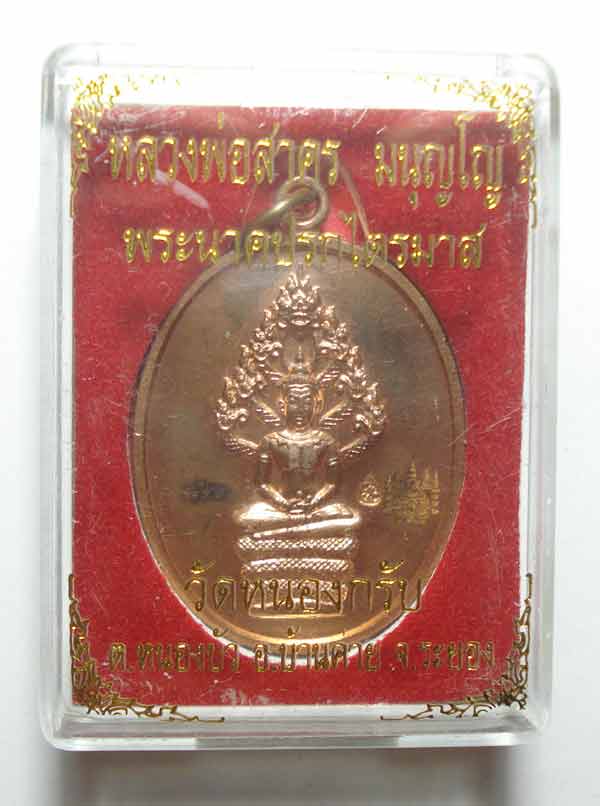 หลวงพ่อสาคร มนุญฺโญ
พระนาคปรกไตรมาส
วัดหนองกรับ
ต.หนองบัว อ.บ้านค่าย จ.ระยอง